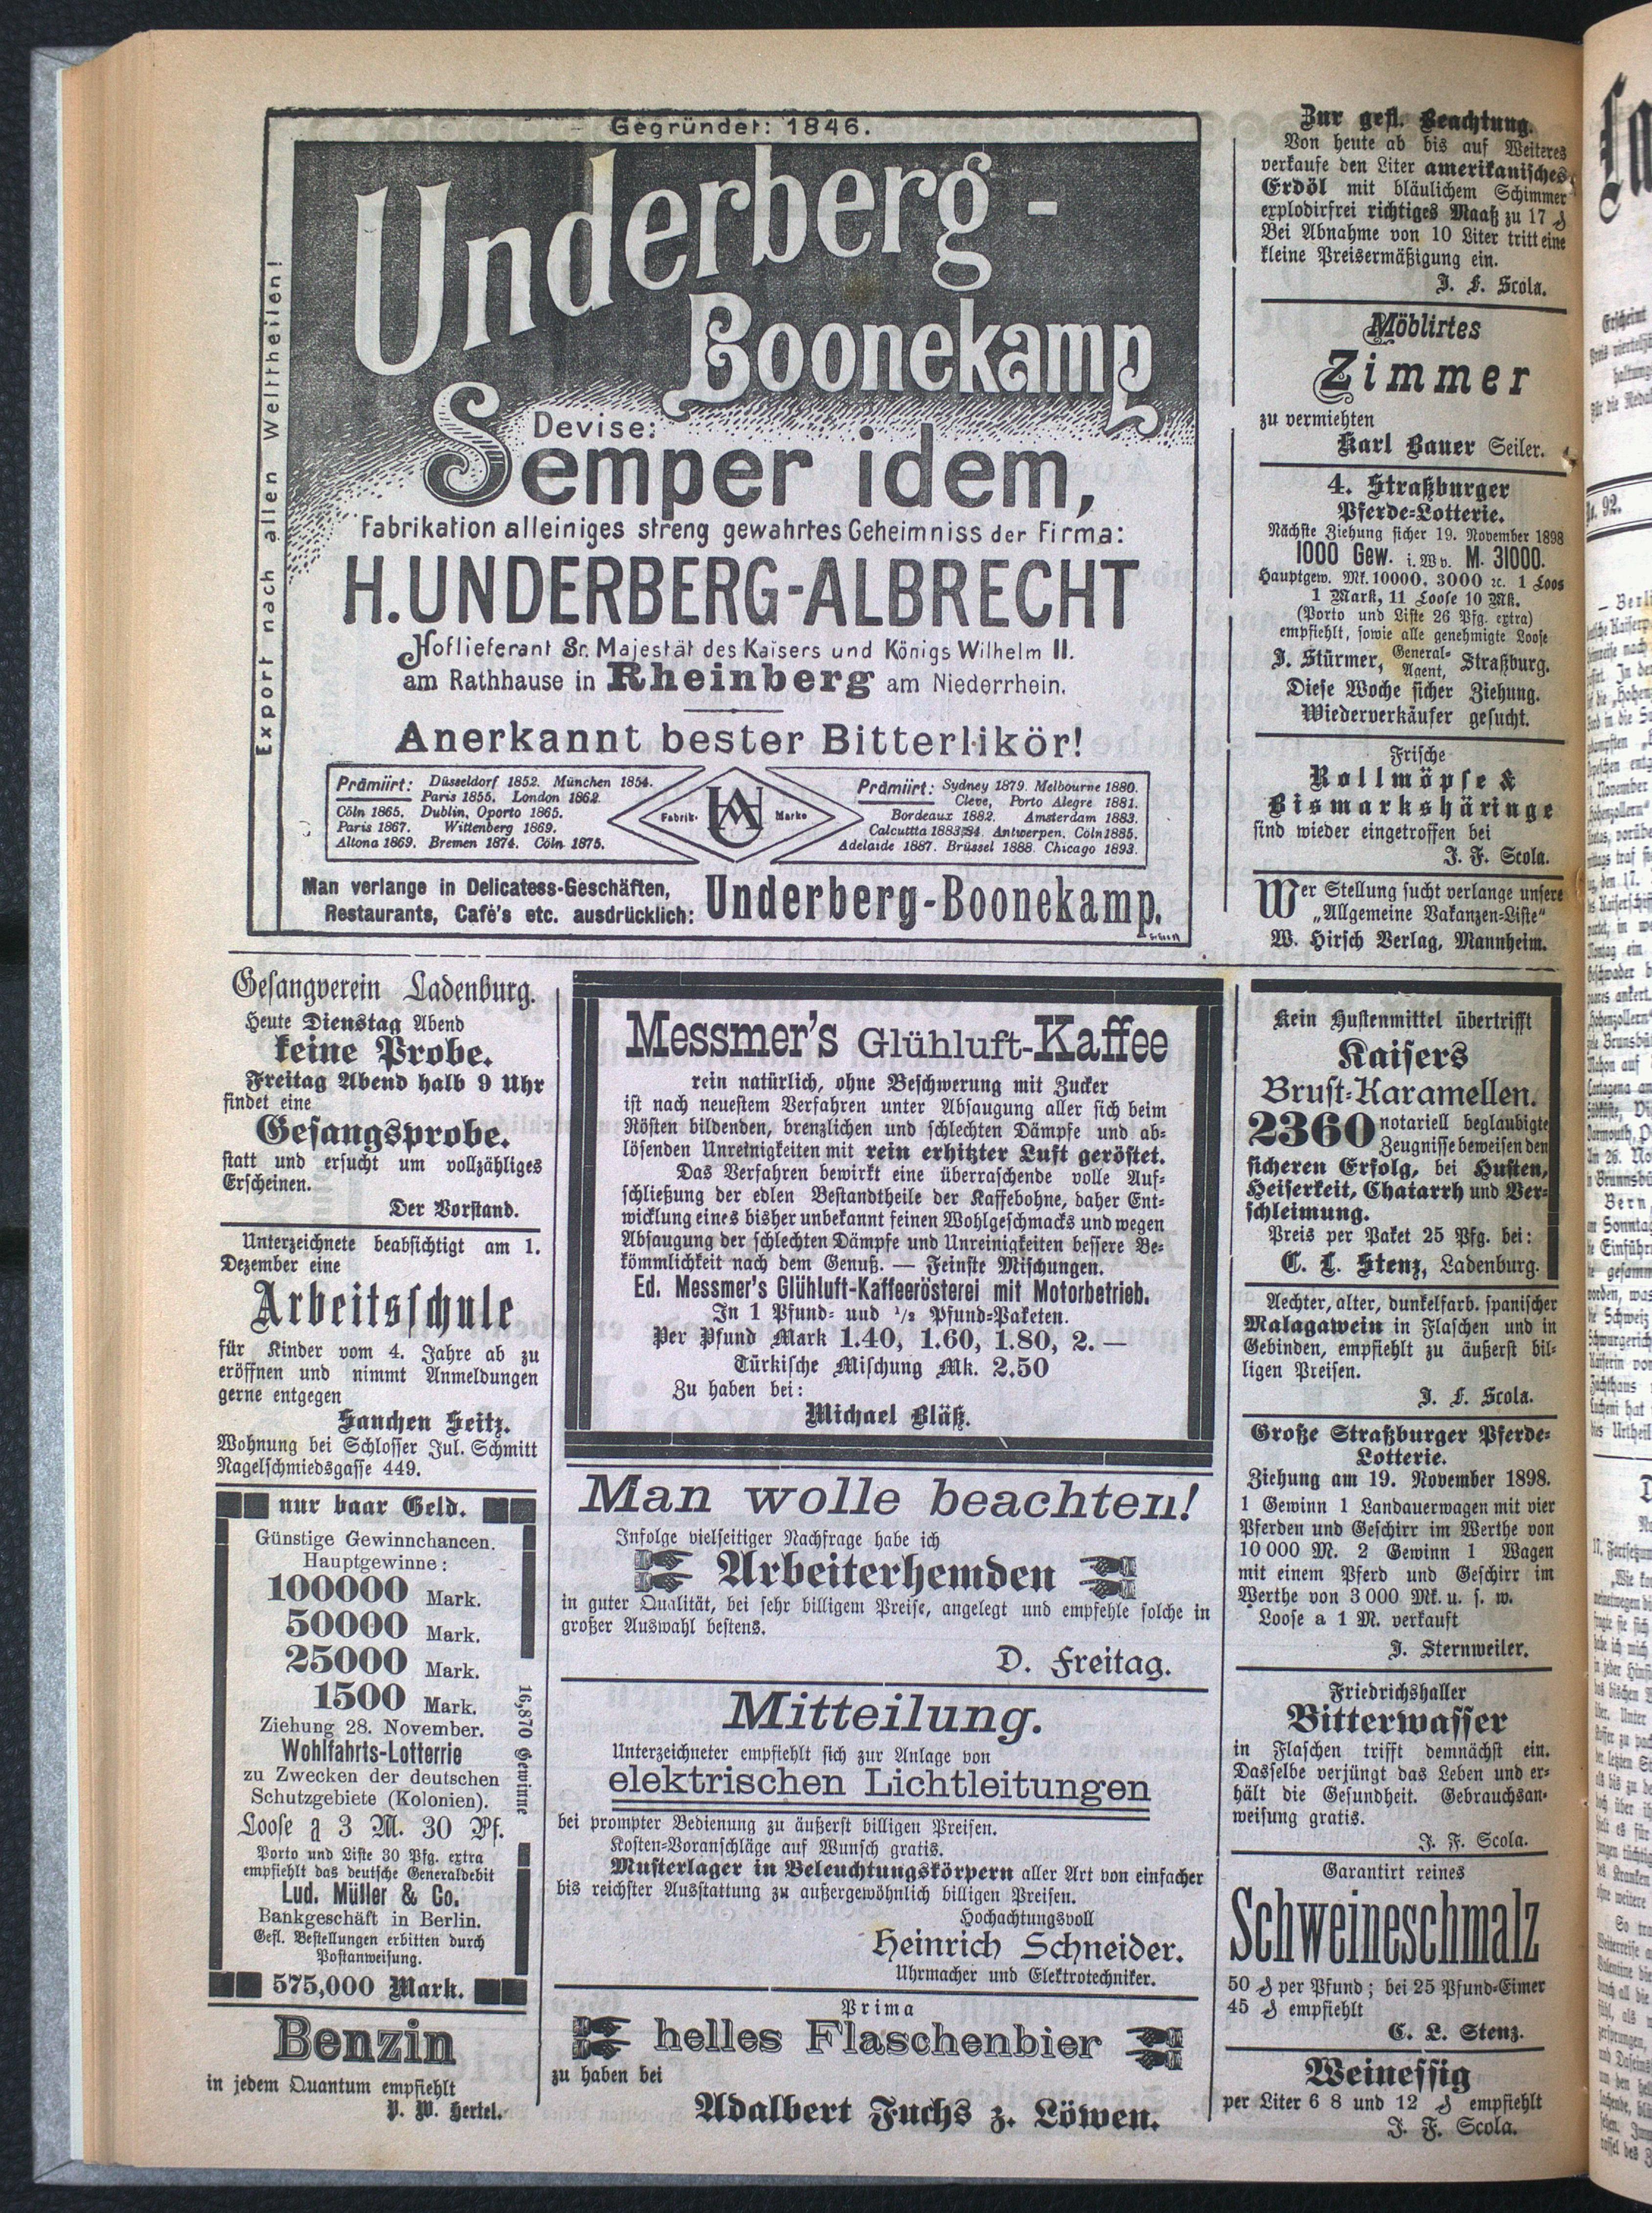 Gegründet: 1846.
Export nach allen Welttheilen!
Underberg-
Boonekamp
Devise:
Semper idem,
Fabrikation alleiniges streng gewahrtes Geheimniss der Firma:
H. UNDERBERG-ALBRECHT
Hoflieferant Sr. Majestät des Kaisers und Königs Wilhelm II.
am Rathhause in Rheinberg am Niederrhein.
Anerkannt bester Bitterlikör!
Prämiirt: Düsseldorf 1852. München 1854.
Paris 1855. London 1862.
Cöln 1865. Dublin, Oporto 1865.
Paris 1867. Wittenberg 1869.
Altona 1869. Bremen 1874. Cöln 1875.
Fabrik- Marke
Prämiirt: Sydney 1879. Melbourne 1880.
Cleve, Porto Alegre 1881.
Bordeaux 1882. Amsterdam 1883.
Calcuttta 1883/84. Antwerpen, Cöln 1885.
Adelaide 1887. Brüssel 1888. Chicago 1893.
Man verlange in Delicatess-Geschäften,
Restaurants, Café's etc. ausdrücklich:
Underberg-Boonekamp.
Zur gefl. Beachtung.
Von heute ab bis auf Weiteres
verkaufe den Liter amerikanisches
Erdöl mit bläulichem Schimmer
explodirfrei richtiges Maaß zu 17 ₰
Bei Abnahme von 10 Liter tritt eine
kleine Preisermäßigung ein.
J. F. Scola.
Möblirtes
Zimmer
zu vermiethen
Karl Bauer Seiler.
4. Straßburger
Pferde-Lotterie.
Nächste Ziehung sicher 19. November 1898
1000 Gew. i. W v. M. 31000.
Hauptgew. Mk. 10000, 3000 ꝛc. 1 Loos
1 Mark, 11 Loose 10 Mk.
(Porto und Liste 26 Pfg. extra)
empfiehlt, sowie alle genehmigte Loose
J. Stürmer, General-Agent, Straßburg.
Diese Woche sicher Ziehung.
Wiederverkäufer gesucht.
Frische
Rollmöpse &
Bismarkshäringe
sind wieder eingetroffen bei
J. F. Scola.
Wer Stellung sucht verlange unsere
„Allgemeine Vakanzen-Liste“
W. Hirsch Verlag, Mannheim.
Gesangverein Ladenburg.
Heute Dienstag Abend
keine Probe.
Freitag Abend halb 9 Uhr
findet eine
Gesangsprobe.
statt und ersucht um vollzähliges
Erscheinen.
Der Vorstand.
Unterzeichnete beabsichtigt am 1.
Dezember eine
Arbeitsschule
für Kinder vom 4. Jahre ab zu
eröffnen und nimmt Anmeldungen
gerne entgegen
Sanchen Seitz.
Wohnung bei Schlosser Jul. Schmitt
Nagelschmiedsgasse 449.
nur baar Geld.
Günstige Gewinnchancen.
Hauptgewinne:
100000 Mark.
50000 Mark.
25000 Mark.
1500 Mark.
Ziehung 28. November.
Wohlfahrts-Lotterrie
zu Zwecken der deutschen
Schutzgebiete (Kolonien).
Loose a 3 M. 30 Pf.
Porto und Liste 30 Pfg. extra
empfiehlt das deutsche Generaldebit
Lud. Müller & Co.
Bankgeschäft in Berlin.
Gefl. Bestellungen erbitten durch
Postanweisung.
575,000 Mark.
16,870 Gewinne
Benzin
in jedem Quantum empfiehlt
P. W. Hertel.
Messmer's Glühluft-Kaffee
rein natürlich, ohne Beschwerung mit Zucker
ist nach neuestem Verfahren unter Absaugung aller sich beim
Rösten bildenden, brenzlichen und schlechten Dämpfe und ab-
lösenden Unreinigkeiten mit rein erhitzter Luft geröstet.
Das Verfahren bewirkt eine überraschende volle Auf-
schließung der edlen Bestandtheile der Kaffebohne, daher Ent-
wicklung eines bisher unbekannt feinen Wohlgeschmacks und wegen
Absaugung der schlechten Dämpfe und Unreinigkeiten bessere Be-
kömmlichkeit nach dem Genuß. — Feinste Mischungen.
Ed. Messmer's Glühluft-Kaffeerösterei mit Motorbetrieb.
In 1 Pfund- und ½ Pfund-Paketen.
Per Pfund Mark 1.40, 1.60, 1.80, 2.—
Türkische Mischung Mk. 2.50
Zu haben bei:
Michael Bläß.
Man wolle beachten!
Infolge vielseitiger Nachfrage habe ich
Arbeiterhemden
in guter Qualität, bei sehr billigem Preise, angelegt und empfehle solche in
großer Auswahl bestens.
D. Freitag.
Mitteilung.
Unterzeichneter empfiehlt sich zur Anlage von
elektrischen Lichtleitungen
bei prompter Bedienung zu äußerst billigen Preisen.
Kosten-Voranschläge auf Wunsch gratis.
Musterlager in Beleuchtungskörpern aller Art von einfacher
bis reichster Ausstattung zu außergewöhnlich billigen Preisen.
Hochachtungsvoll
Heinrich Schneider.
Uhrmacher und Elektrotechniker.
Prima
helles Flaschenbier
zu haben bei
Adalbert Fuchs z. Löwen.
Kein Hustenmittel übertrifft
Kaisers
Brust-Karamellen.
2360 notariell beglaubigte
Zeugnisse beweisen den
sicheren Erfolg, bei Husten,
Heiserkeit, Chatarrh und Ver-
schleimung.
Preis per Paket 25 Pfg. bei:
C. L. Stenz, Ladenburg.
Aechter, alter, dunkelfarb. spanischer
Malagawein in Flaschen und in
Gebinden, empfiehlt zu äußerst bil-
ligen Preisen.
J. F. Scola.
Große Straßburger Pferde-
Lotterie.
Ziehung am 19. November 1898.
1 Gewinn 1 Landauerwagen mit vier
Pferden und Geschirr im Werthe von
10 000 M. 2 Gewinn 1 Wagen
mit einem Pferd und Geschirr im
Werthe von 3 000 Mk. u. s. w.
Loose a 1 M. verkauft
J. Sternweiler.
Friedrichshaller
Bitterwasser
in Flaschen trifft demnächst ein.
Dasselbe verjüngt das Leben und er-
hält die Gesundheit. Gebrauchsan-
weisung gratis.
J. F. Scola.
Garantirt reines
Schweineschmalz
50 ₰ per Pfund; bei 25 Pfund-Eimer
45 ₰ empfiehlt
C. L. Stenz.
Weinessig
per Liter 6 8 und 12 ₰ empfiehlt
J. F. Scola.